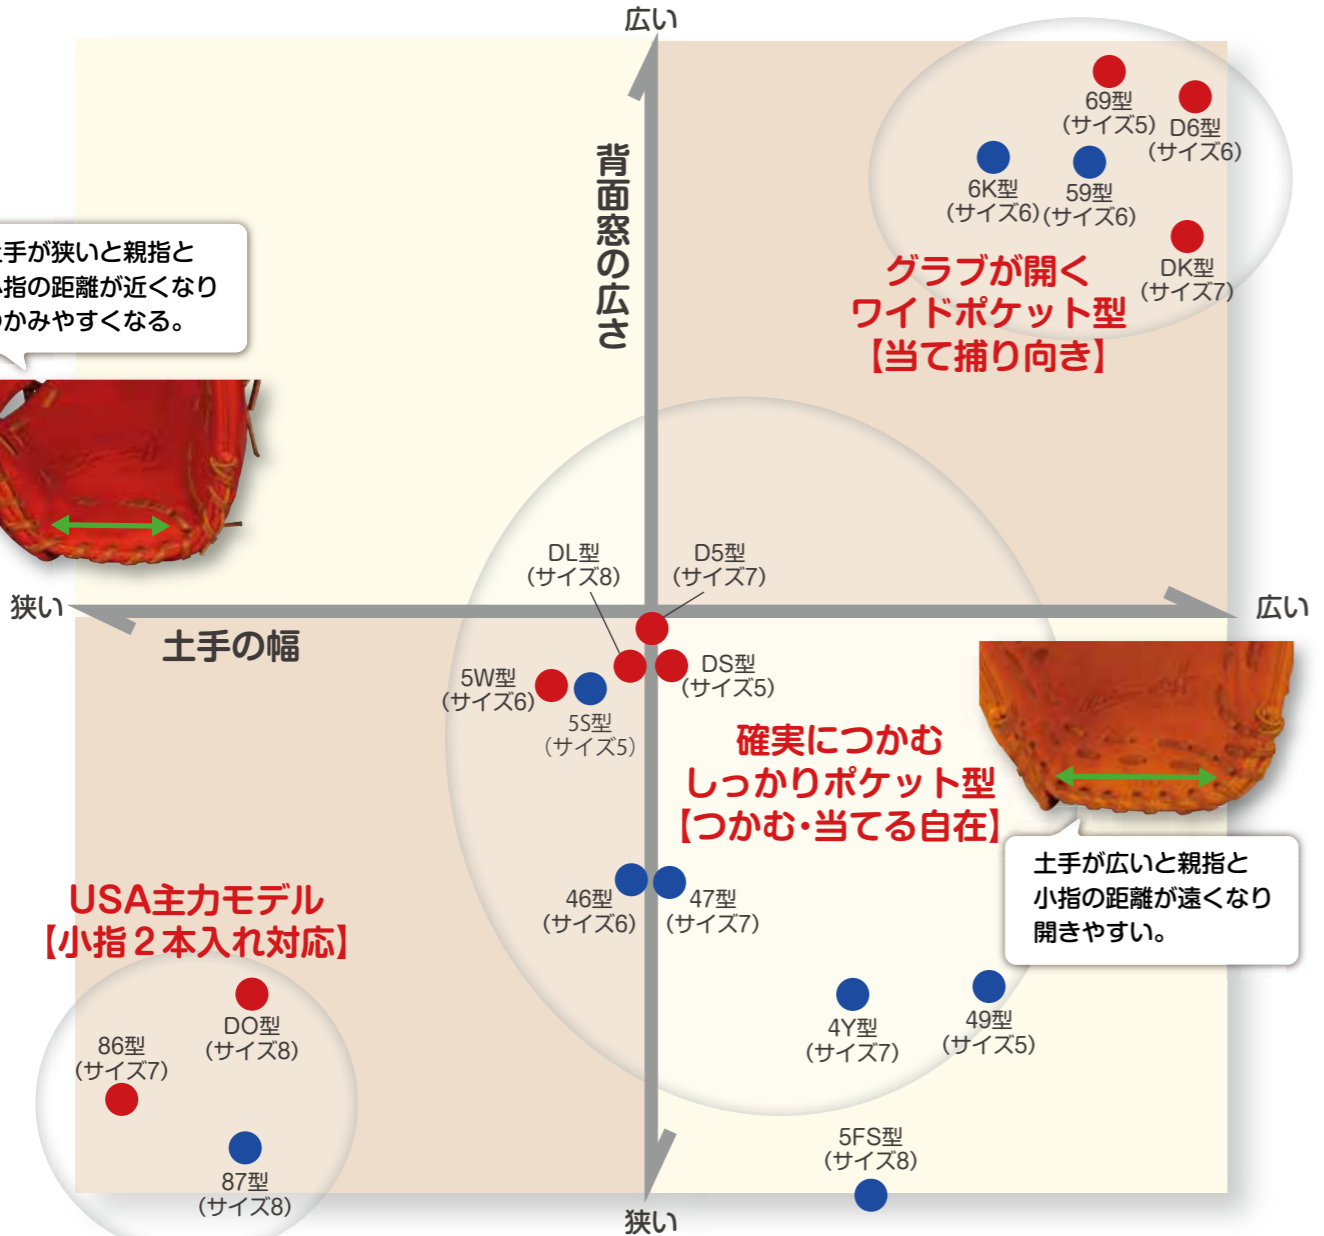 広い
背面窓の広さ
69型
(サイズ5)
D6型
(サイズ6)
6K型
(サイズ6)
59型
(サイズ6)
DK型
(サイズ7)
グラブが開く
ワイドポケット型
【当て捕り向き】
手が狭いと親指と
指の距離が近くなり
かみやすくなる。
DL型
(サイズ8)
D5型
(サイズ7)
狭い
広い
土手の幅
5W型
(サイズ6)
5S型
(サイズ5)
DS型
(サイズ5)
確実につかむ
しっかりポケット型
【つかむ・当てる自在】
土手が広いと親指と
小指の距離が遠くなり
開きやすい。
46型
(サイズ6)
47型
(サイズ7)
USA主力モデル
【小指2本入れ対応】
DO型
(サイズ8)
86型
(サイズ7)
87型
(サイズ8)
4Y型
(サイズ7)
49型
(サイズ5)
5FS型
(サイズ8)
狭い